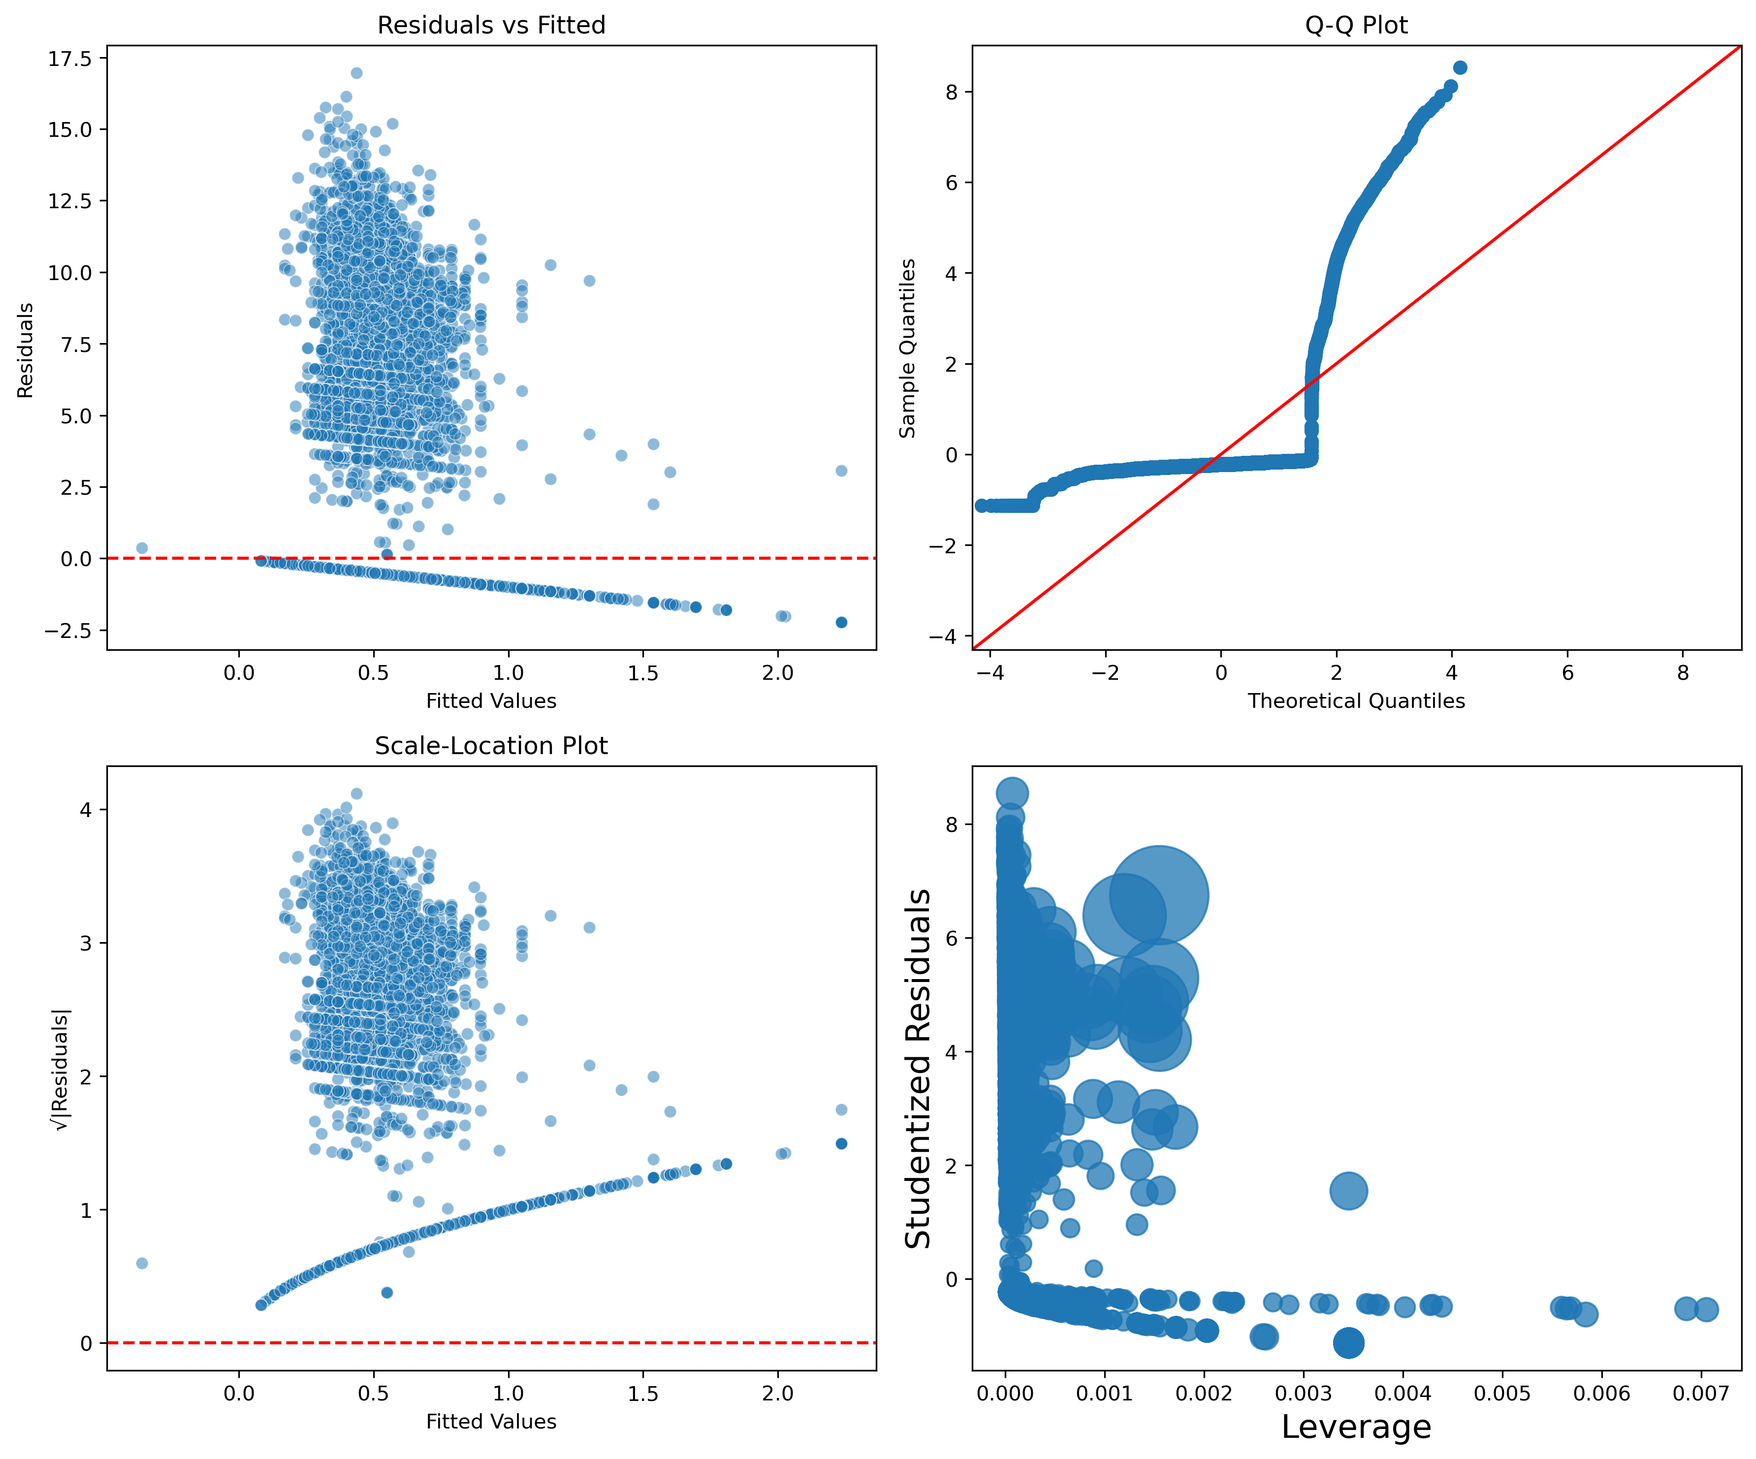 Residuals vs Fitted
17.5
15.0
12.5
10.0
7.5
5.0
2.5
0.0
−2.5
Residuals
0.0 0.5 1.0 1.5 2.0
Fitted Values
Q-Q Plot
8
6
4
2
0
−2
−4
Sample Quantiles
−4 −2 0 2 4 6 8
Theoretical Quantiles
Scale-Location Plot
4
3
2
1
0
√|Residuals|
0.0 0.5 1.0 1.5 2.0
Fitted Values
8
6
4
2
0
Studentized Residuals
0.000 0.001 0.002 0.003 0.004 0.005 0.006 0.007
Leverage